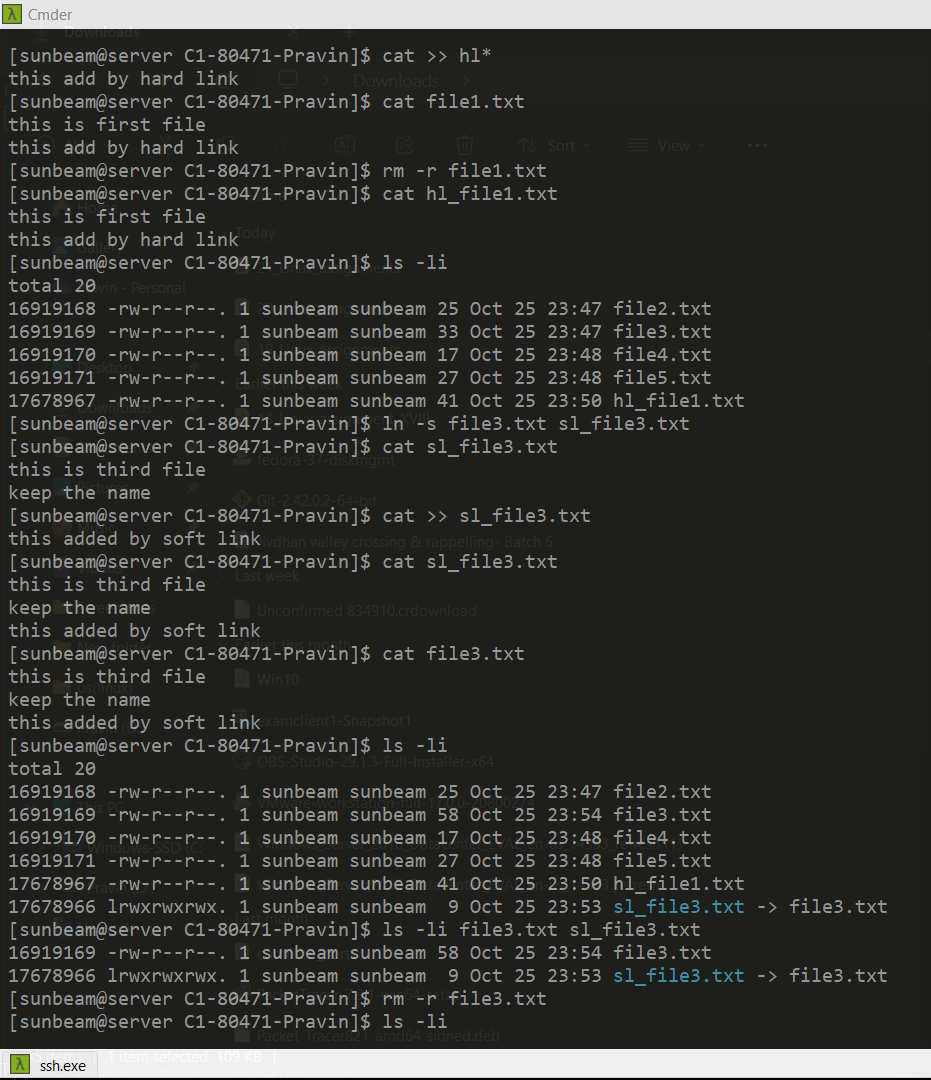 Cmder
[sunbeam@server C1-80471-Pravin]$ cat >> hl*
this add by hard link
[sunbeam@server C1-80471-Pravin]$ cat file1.txt
this is first file
this add by hard link
[sunbeam@server C1-80471-Pravin]$ rm -r file1.txt
[sunbeam@server C1-80471-Pravin]$ cat hl_file1.txt
this is first file
this add by hard link
[sunbeam@server C1-80471-Pravin]$ ls -li
total 20
16919168 -rw-r--r--. 1 sunbeam sunbeam 25 Oct 25 23:47 file2.txt
16919169 -rw-r--r--. 1 sunbeam sunbeam 33 Oct 25 23:47 file3.txt
16919170 -rw-r--r--. 1 sunbeam sunbeam 17 Oct 25 23:48 file4.txt
16919171 -rw-r--r--. 1 sunbeam sunbeam 27 Oct 25 23:48 file5.txt
17678967 -rw-r--r--. 1 sunbeam sunbeam 41 Oct 25 23:50 hl_file1.txt
[sunbeam@server C1-80471-Pravin]$ ln -s file3.txt sl_file3.txt
[sunbeam@server C1-80471-Pravin]$ cat sl_file3.txt
this is third file
keep the name
[sunbeam@server C1-80471-Pravin]$ cat >> sl_file3.txt
this added by soft link
[sunbeam@server C1-80471-Pravin]$ cat sl_file3.txt
this is third file
keep the name
this added by soft link
[sunbeam@server C1-80471-Pravin]$ cat file3.txt
this is third file
keep the name
this added by soft link
[sunbeam@server C1-80471-Pravin]$ ls -li
total 20
16919168 -rw-r--r--. 1 sunbeam sunbeam 25 Oct 25 23:47 file2.txt
16919169 -rw-r--r--. 1 sunbeam sunbeam 58 Oct 25 23:54 file3.txt
16919170 -rw-r--r--. 1 sunbeam sunbeam 17 Oct 25 23:48 file4.txt
16919171 -rw-r--r--. 1 sunbeam sunbeam 27 Oct 25 23:48 file5.txt
17678967 -rw-r--r--. 1 sunbeam sunbeam 41 Oct 25 23:50 hl_file1.txt
17678966 lrwxrwxrwx. 1 sunbeam sunbeam  9 Oct 25 23:53 sl_file3.txt -> file3.txt
[sunbeam@server C1-80471-Pravin]$ ls -li file3.txt sl_file3.txt
16919169 -rw-r--r--. 1 sunbeam sunbeam 58 Oct 25 23:54 file3.txt
17678966 lrwxrwxrwx. 1 sunbeam sunbeam  9 Oct 25 23:53 sl_file3.txt -> file3.txt
[sunbeam@server C1-80471-Pravin]$ rm -r file3.txt
[sunbeam@server C1-80471-Pravin]$ ls -li
1 item selected 109 KB
ssh.exe